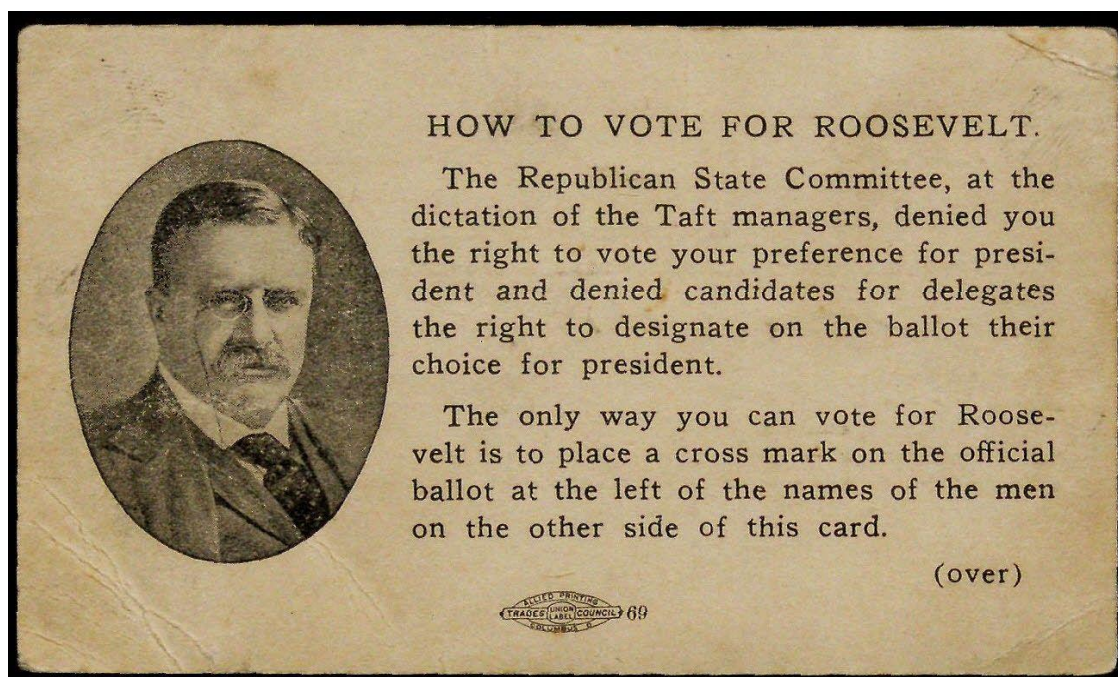 HOW TO VOTE FOR ROOSEVELT.
The Republican State Committee, at the
dictation of the Taft managers, denied you
the right to vote your preference for presi-
dent and denied candidates for delegates
the right to designate on the ballot their
choice for president.
The only way you can vote for Roose-
velt is to place a cross mark on the official
ballot at the left of the names of the men
on the other side of this card.
(over)
ALLIED PRINTING
TRADES UNION LABEL COUNCIL 69
COLUMBUS O